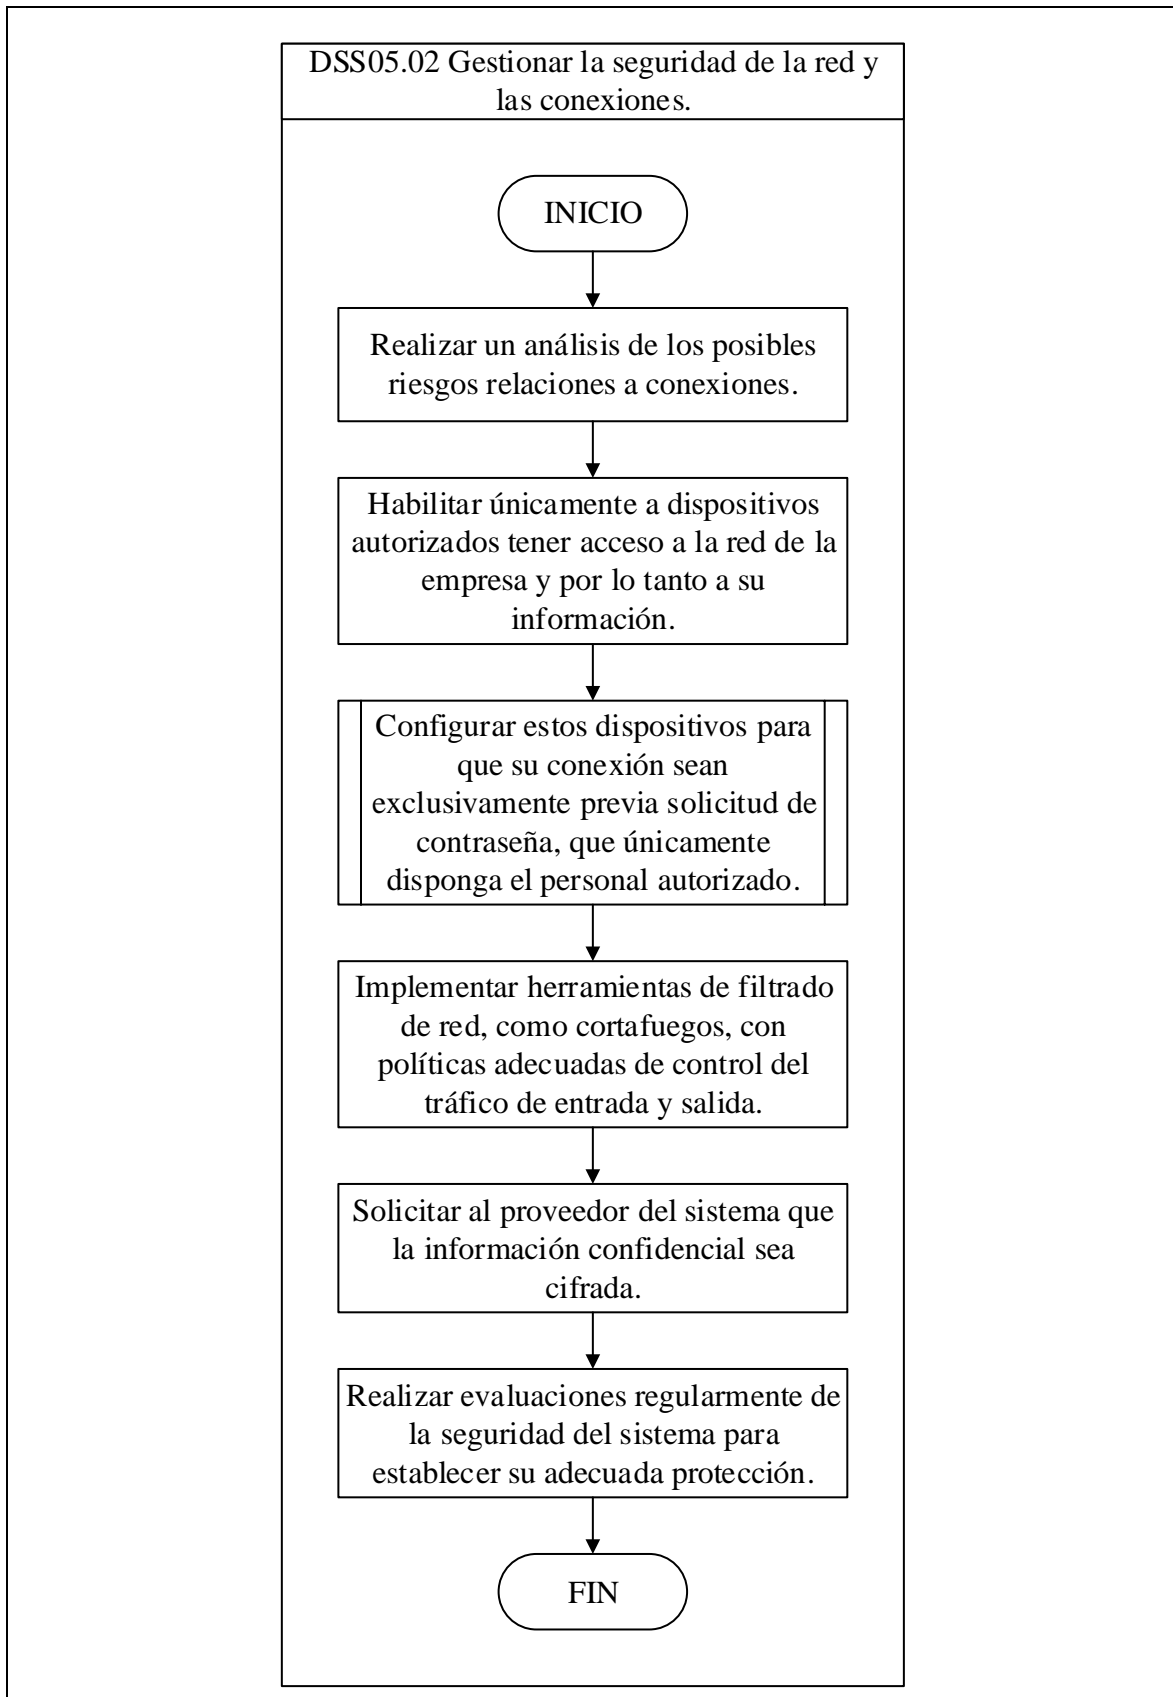 DSS05.02 Gestionar la seguridad de la red y
las conexiones.
INICIO
Realizar un análisis de los posibles
riesgos relaciones a conexiones.
Habilitar únicamente a dispositivos
autorizados tener acceso a la red de la
empresa y por lo tanto a su
información.
Configurar estos dispositivos para
que su conexión sean
exclusivamente previa solicitud de
contraseña, que únicamente
disponga el personal autorizado.
Implementar herramientas de filtrado
de red, como cortafuegos, con
políticas adecuadas de control del
tráfico de entrada y salida.
Solicitar al proveedor del sistema que
la información confidencial sea
cifrada.
Realizar evaluaciones regularmente de
la seguridad del sistema para
establecer su adecuada protección.
FIN